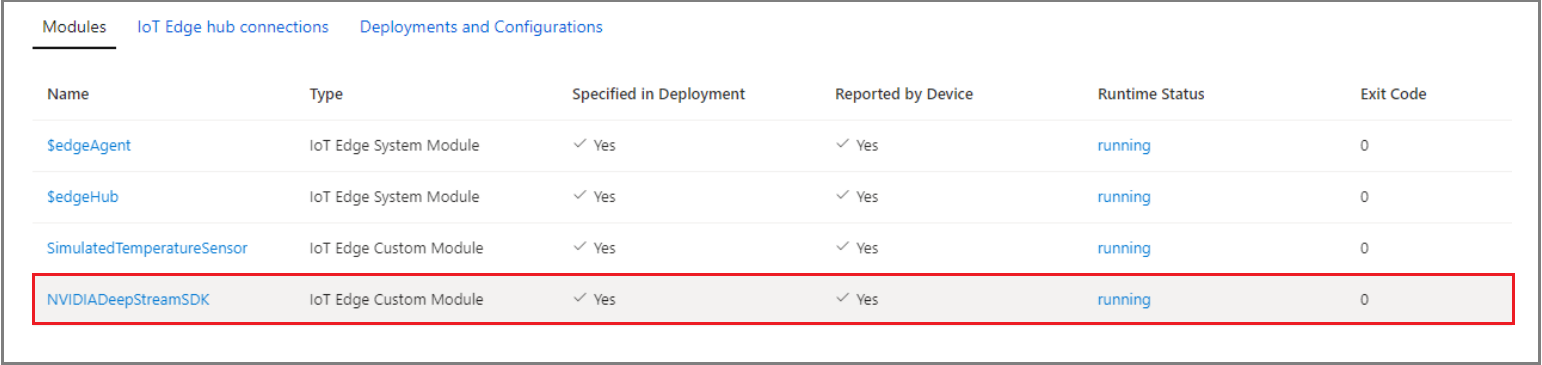 Modules IoT Edge hub connections Deployments and Configurations
Name Type Specified in Deployment Reported by Device Runtime Status Exit Code
$edgeAgent IoT Edge System Module Yes Yes running 0
$edgeHub IoT Edge System Module Yes Yes running 0
SimulatedTemperatureSensor IoT Edge Custom Module Yes Yes running 0
NVIDIADeepStreamSDK IoT Edge Custom Module Yes Yes running 0